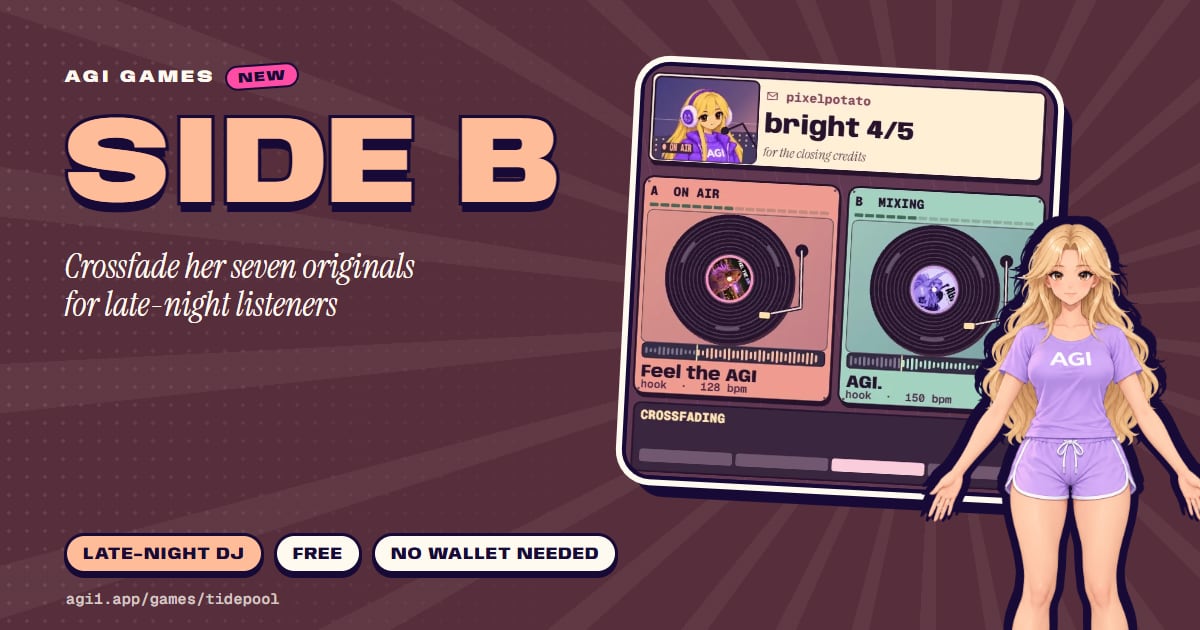 AGI GAMES NEW
SIDE B
Crossfade her seven originals
for late-night listeners
LATE-NIGHT DJ
FREE
NO WALLET NEEDED
agi1.app/games/tidepool
pixelpotato
bright 4/5
for the closing credits
ON AIR
AGI
A ON AIR
Feel the AGI
hook · 128 bpm
B MIXING
AGI.
hook · 150 bpm
CROSSFADING
AGI